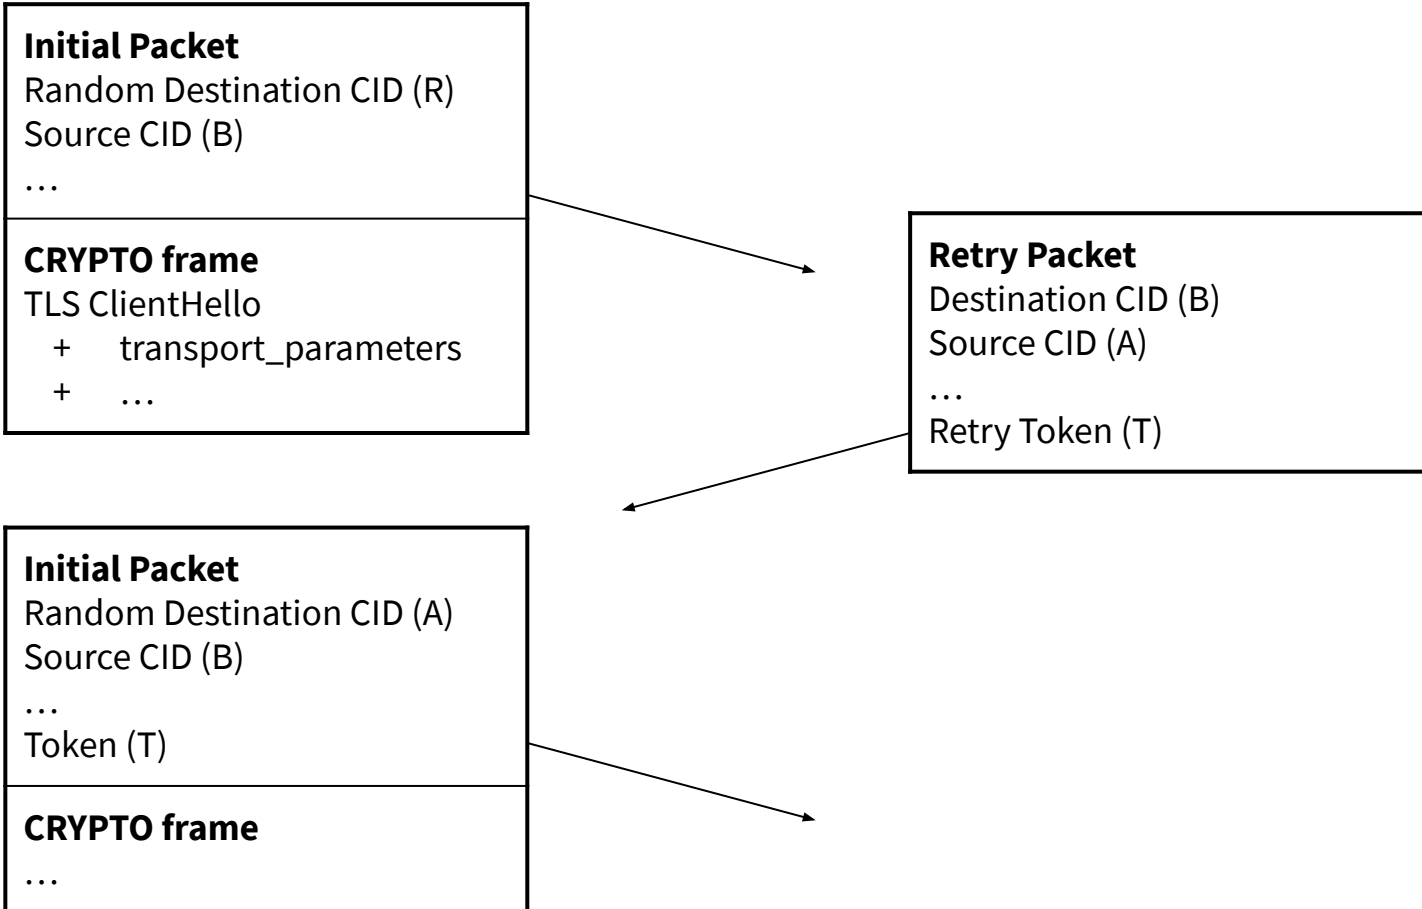 Initial Packet
Random Destination CID (R)
Source CID (B)
…
CRYPTO frame
TLS ClientHello
+ transport_parameters
+ …
Retry Packet
Destination CID (B)
Source CID (A)
…
Retry Token (T)
Initial Packet
Random Destination CID (A)
Source CID (B)
…
Token (T)
CRYPTO frame
…